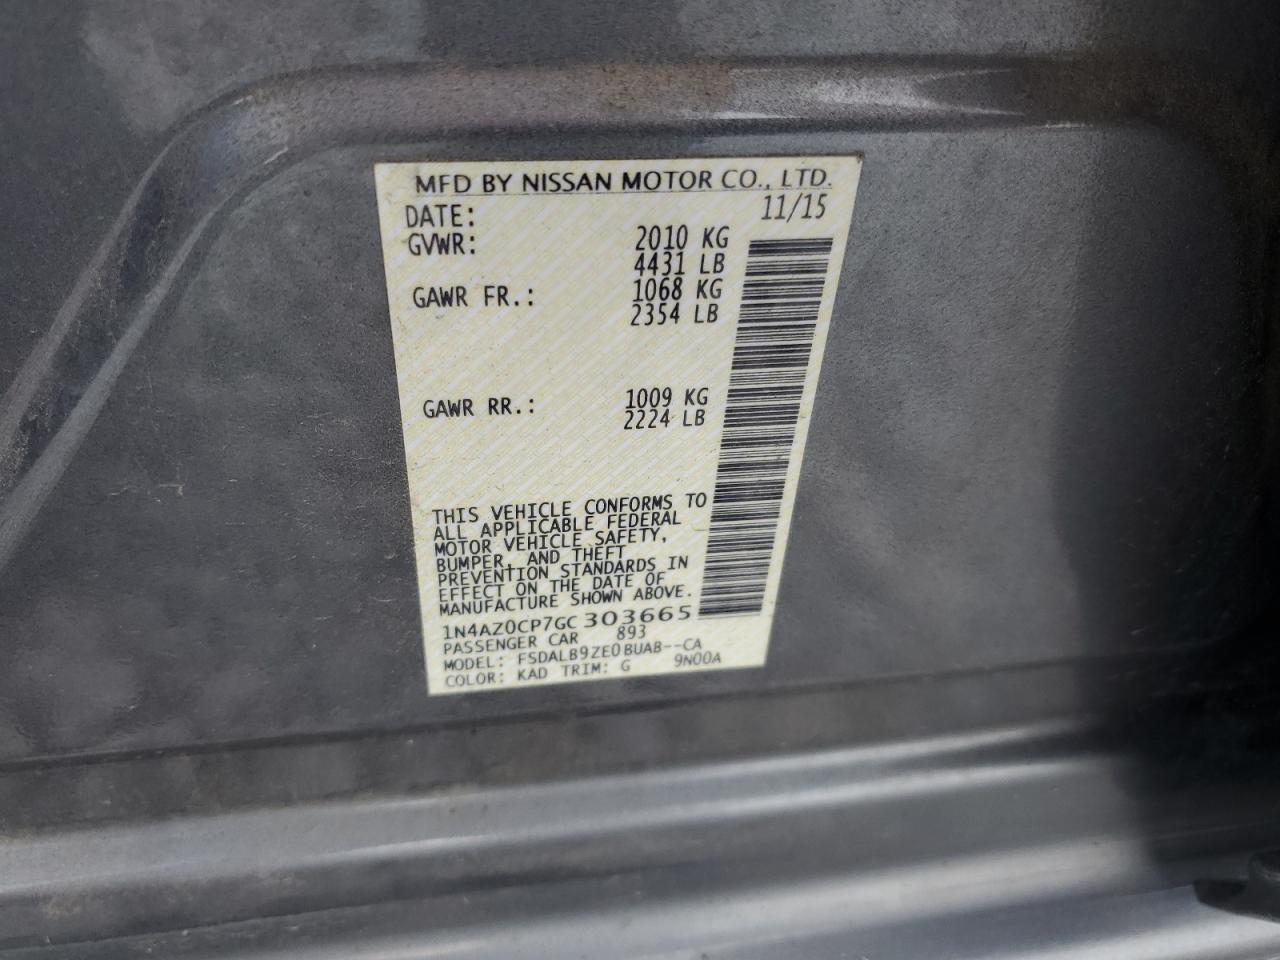 MFD BY NISSAN MOTOR CO., LTD.
DATE: 11/15
GVWR: 2010 KG
4431 LB
GAWR FR.: 1068 KG
2354 LB
GAWR RR.: 1009 KG
2224 LB
THIS VEHICLE CONFORMS TO
ALL APPLICABLE FEDERAL
MOTOR VEHICLE SAFETY,
BUMPER, AND THEFT
PREVENTION STANDARDS IN
EFFECT ON THE DATE OF
MANUFACTURE SHOWN ABOVE.
1N4AZ0CP7GC303665
PASSENGER CAR 893
MODEL: FSDALB9ZE0BUAB--CA
COLOR: KAD TRIM: G 9N00A